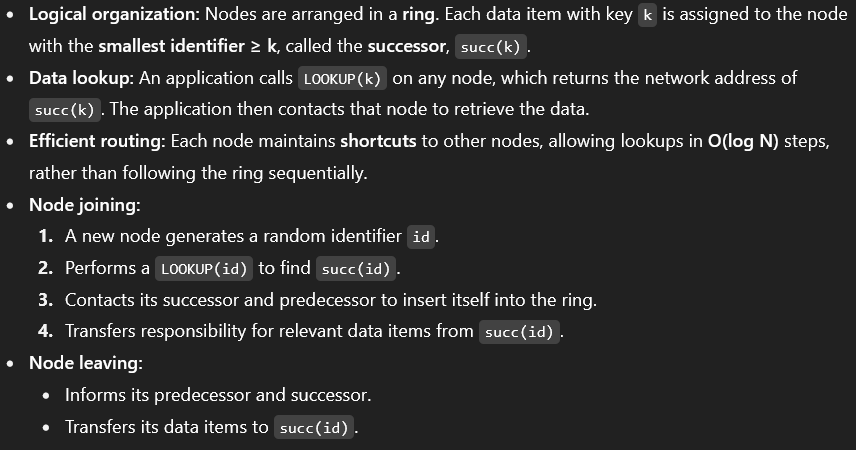 • Logical organization: Nodes are arranged in a ring. Each data item with key k is assigned to the node
with the smallest identifier ≥ k, called the successor, succ(k).
• Data lookup: An application calls LOOKUP(k) on any node, which returns the network address of
succ(k). The application then contacts that node to retrieve the data.
• Efficient routing: Each node maintains shortcuts to other nodes, allowing lookups in O(log N) steps,
rather than following the ring sequentially.
• Node joining:
1. A new node generates a random identifier id.
2. Performs a LOOKUP(id) to find succ(id).
3. Contacts its successor and predecessor to insert itself into the ring.
4. Transfers responsibility for relevant data items from succ(id).
• Node leaving:
• Informs its predecessor and successor.
• Transfers its data items to succ(id).